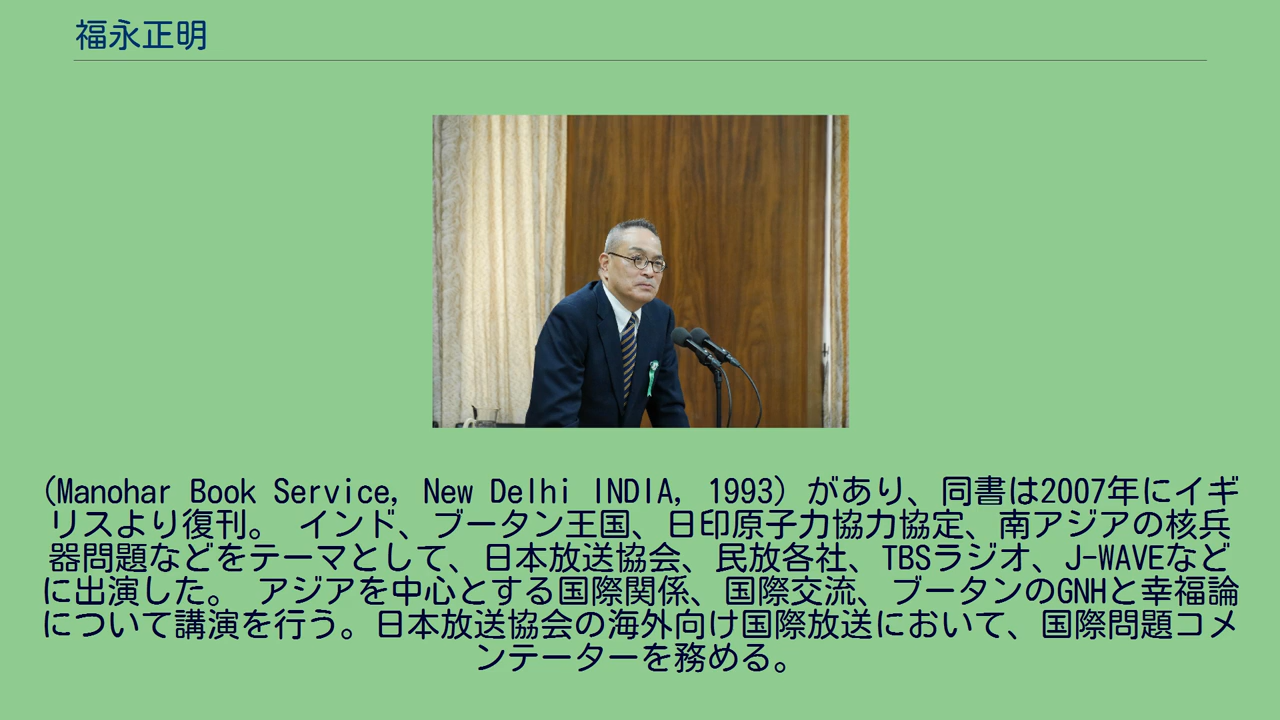 福永正明
(Manohar Book Service, New Delhi INDIA, 1993) があり、同書は2007年にイギ
リスより復刊。 インド、ブータン王国、日印原子力協力協定、南アジアの核兵
器問題などをテーマとして、日本放送協会、民放各社、TBSラジオ、J-WAVEなど
に出演した。 アジアを中心とする国際関係、国際交流、ブータンのGNHと幸福論
について講演を行う。日本放送協会の海外向け国際放送において、国際問題コメ
ンテーターを務める。